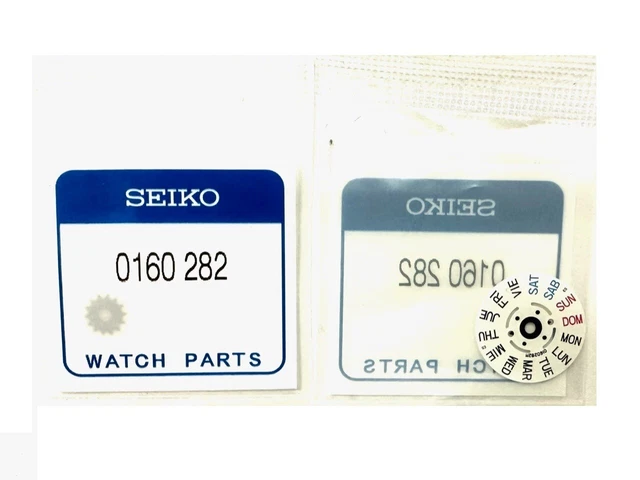 SEIKO
0160 282
WATCH PARTS
SEIKO
0160 282
CH PARTS
SAT
SAB
SUN
DOM
MON
LUN
TUE
MAR
WED
MIE
THU
JUE
FRI
VIE